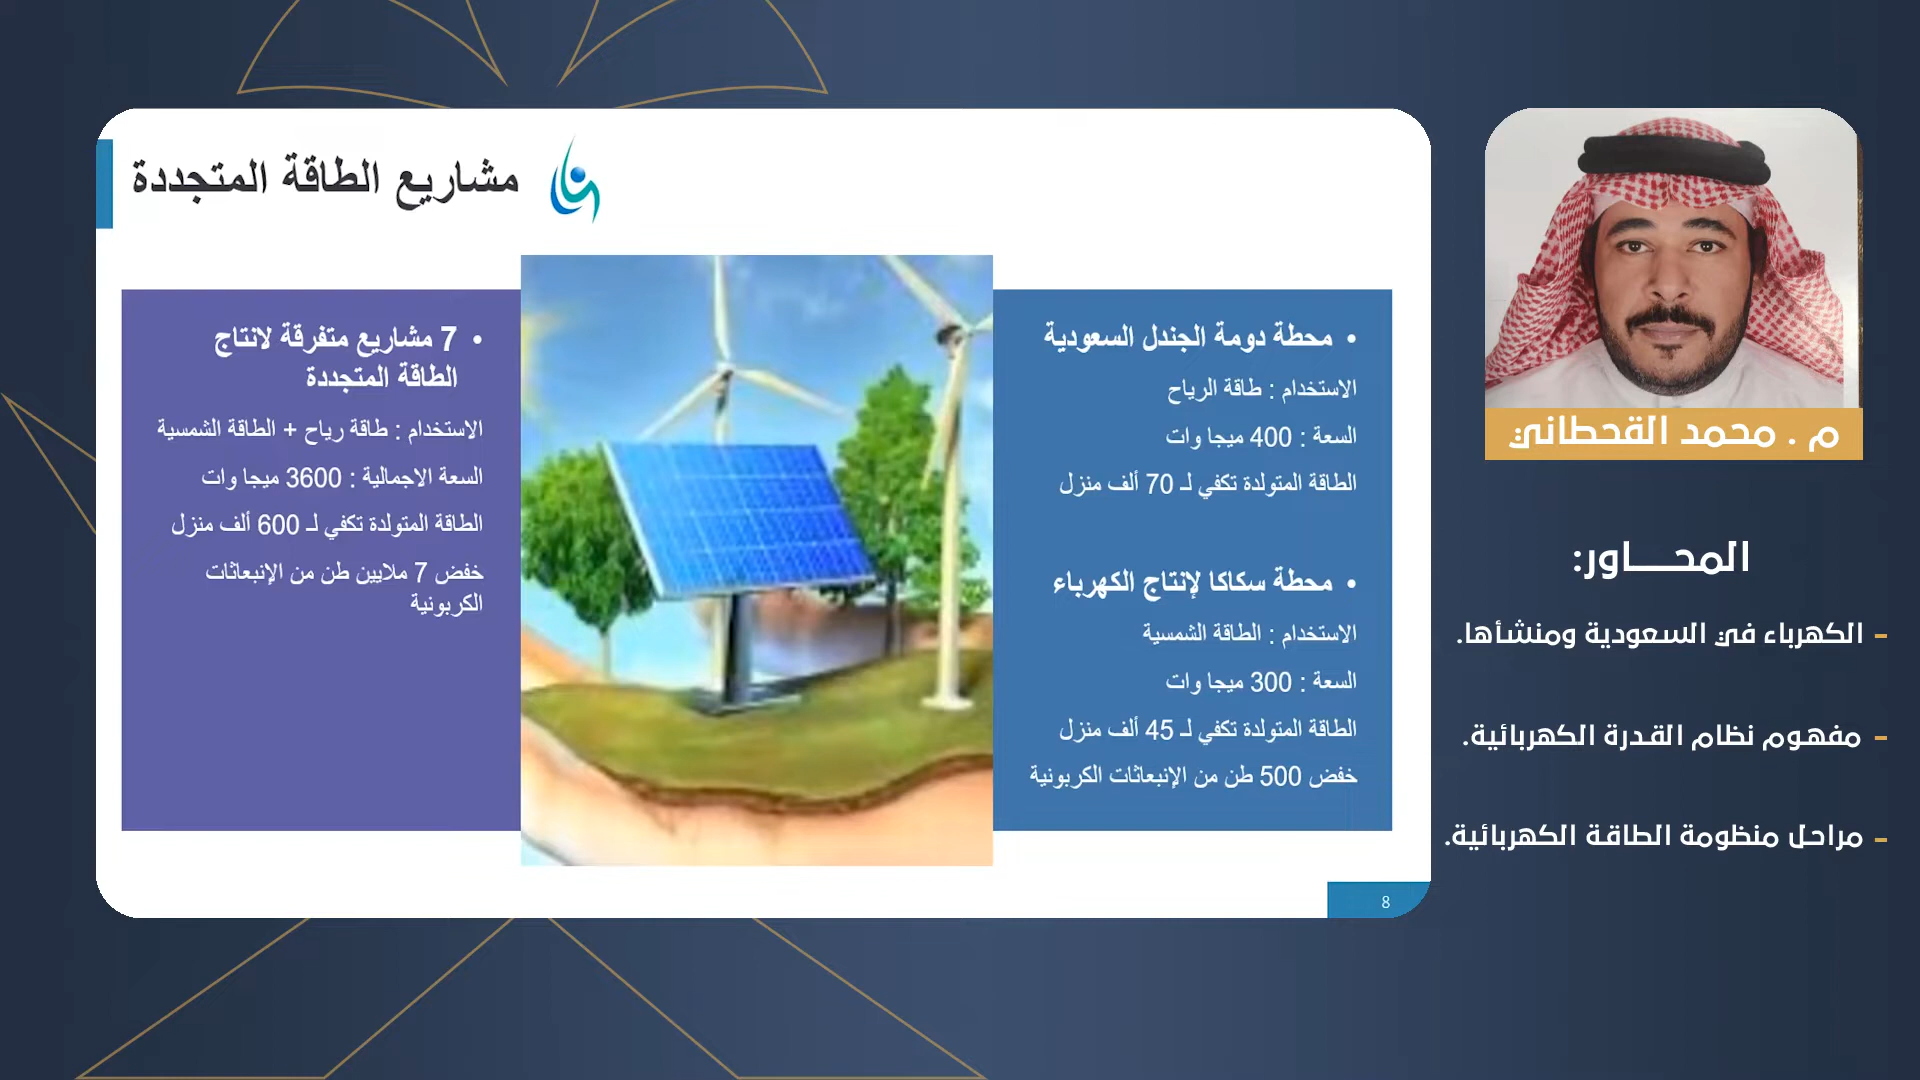 مشاريع الطاقة المتجددة
• محطة دومة الجندل السعودية
الاستخدام : طاقة الرياح
السعة : 400 ميجا وات
الطاقة المتولدة تكفي لـ 70 ألف منزل
• محطة سكاكا لإنتاج الكهرباء
الاستخدام : الطاقة الشمسية
السعة : 300 ميجا وات
الطاقة المتولدة تكفي لـ 45 ألف منزل
خفض 500 طن من الإنبعاثات الكربونية
• 7 مشاريع متفرقة لانتاج
الطاقة المتجددة
الاستخدام : طاقة رياح + الطاقة الشمسية
السعة الاجمالية : 3600 ميجا وات
الطاقة المتولدة تكفي لـ 600 ألف منزل
خفض 7 ملايين طن من الإنبعاثات
الكربونية
8
م . محمد القحطاني
المحـــاور:
- الكهرباء في السعودية ومنشأها.
- مفهوم نظام القدرة الكهربائية.
- مراحل منظومة الطاقة الكهربائية.